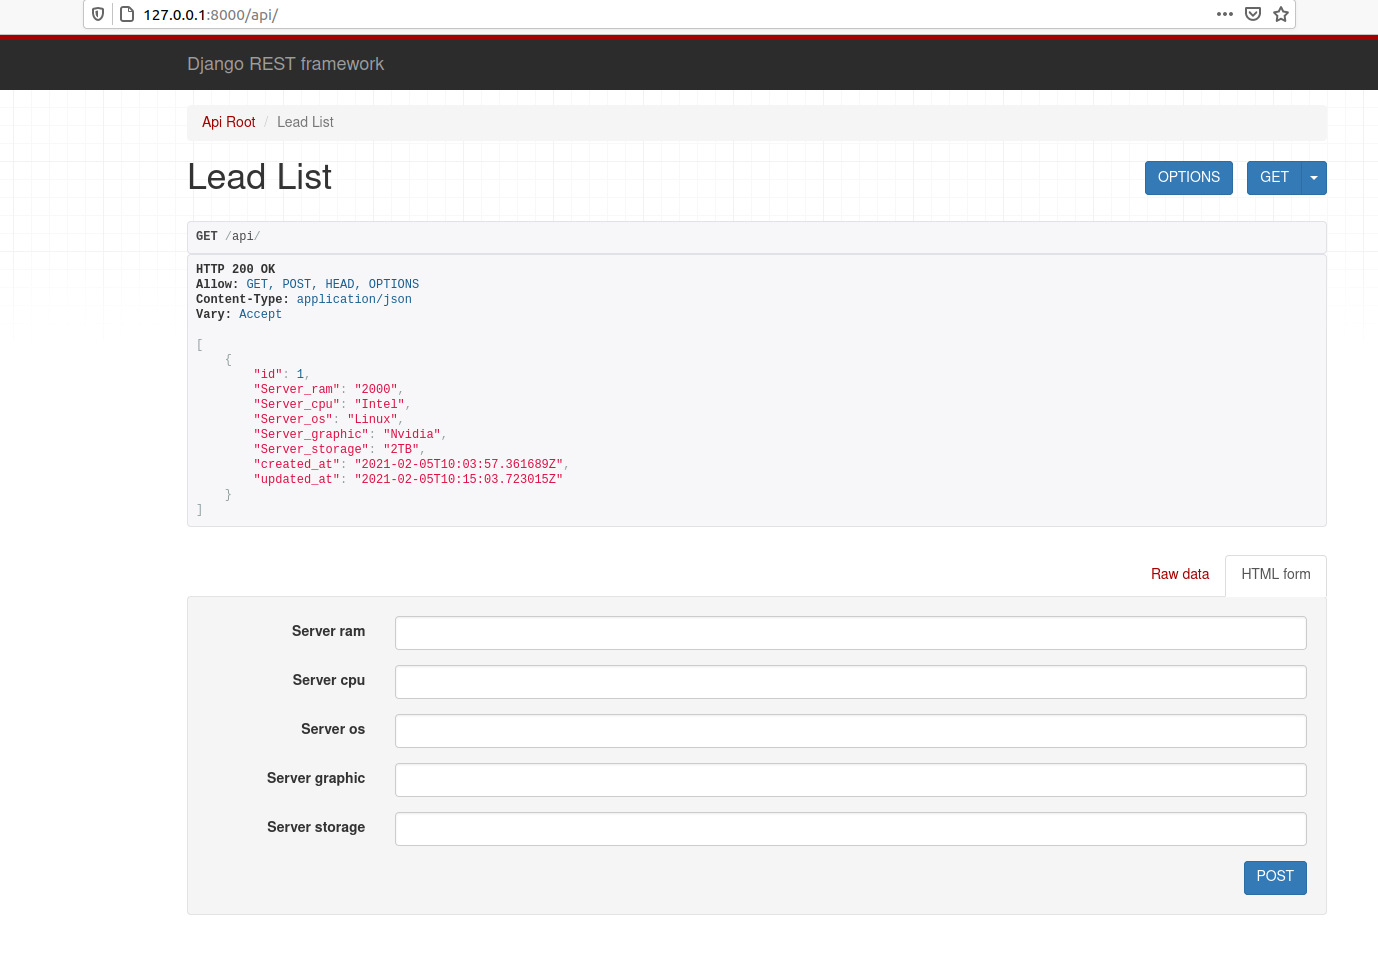 127.0.0.1:8000/api/
Django REST framework
Api Root / Lead List
Lead List
OPTIONS GET
GET /api/
HTTP 200 OK
Allow: GET, POST, HEAD, OPTIONS
Content-Type: application/json
Vary: Accept
[
    {
        "id": 1,
        "Server_ram": "2000",
        "Server_cpu": "Intel",
        "Server_os": "Linux",
        "Server_graphic": "Nvidia",
        "Server_storage": "2TB",
        "created_at": "2021-02-05T10:03:57.361689Z",
        "updated_at": "2021-02-05T10:15:03.723015Z"
    }
]
Raw data HTML form
Server ram
Server cpu
Server os
Server graphic
Server storage
POST